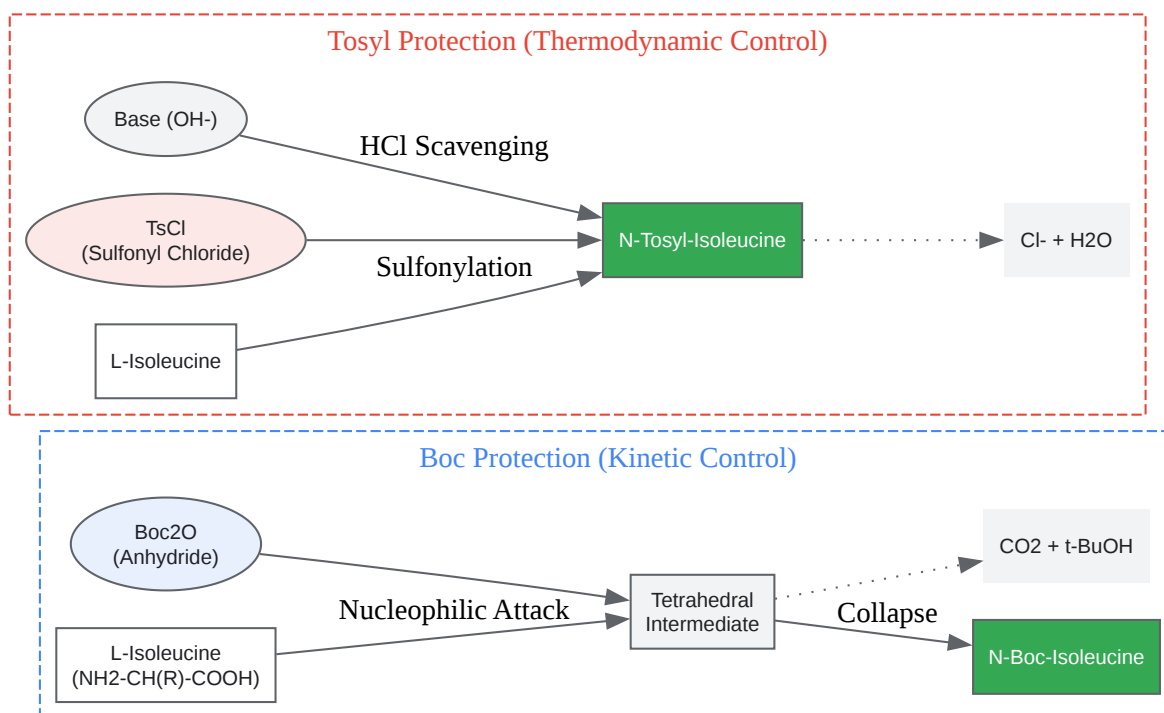 Tosyl Protection (Thermodynamic Control)
Base (OH-)
HCl Scavenging
TsCl
(Sulfonyl Chloride)
N-Tosyl-Isoleucine
Cl- + H2O
Sulfonylation
L-Isoleucine
Boc Protection (Kinetic Control)
Boc2O
(Anhydride)
CO2 + t-BuOH
Nucleophilic Attack
Tetrahedral
Intermediate
Collapse
L-Isoleucine
(NH2-CH(R)-COOH)
N-Boc-Isoleucine